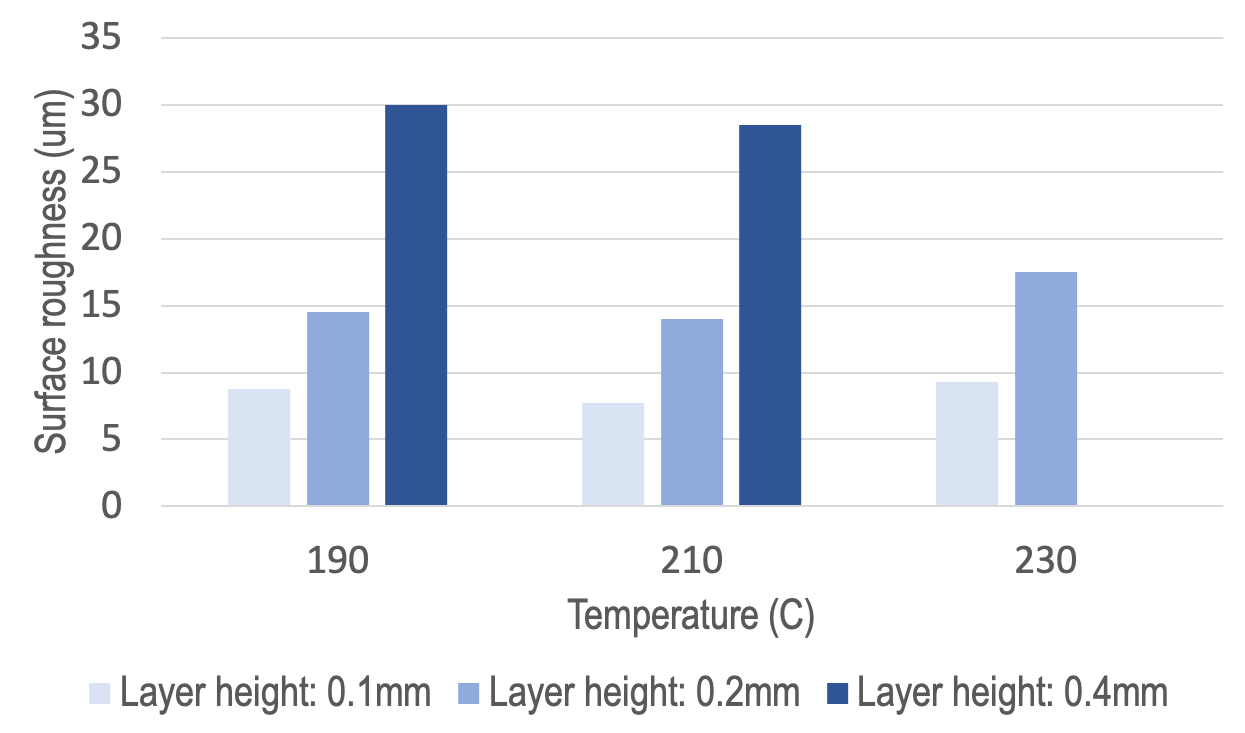 35
30
25
20
15
10
5
0
Surface roughness (um)
190 210 230
Temperature (C)
Layer height: 0.1mm Layer height: 0.2mm Layer height: 0.4mm